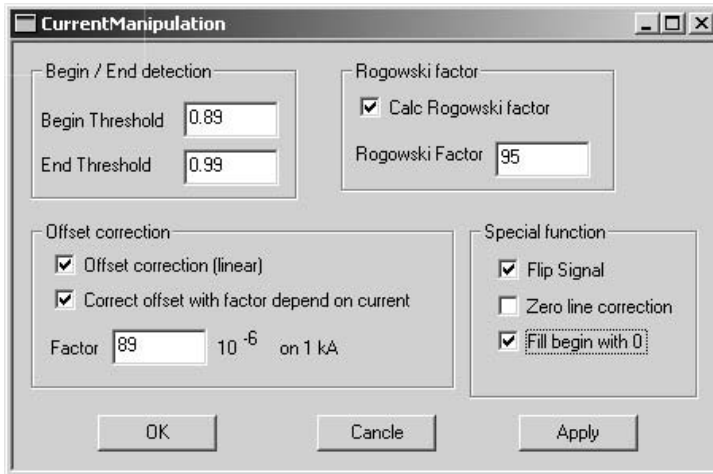 CurrentManipulation
Begin / End detection
Begin Threshold 0.89
End Threshold 0.99
Rogowski factor
Calc Rogowski factor
Rogowski Factor 95
Offset correction
Offset correction (linear)
Correct offset with factor depend on current
Factor 89 10 -6 on 1 kA
Special function
Flip Signal
Zero line correction
Fill begin with 0
OK Cancle Apply